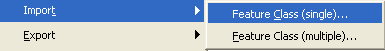 Import
Feature Class (single)...
Export
Feature Class (multiple)...